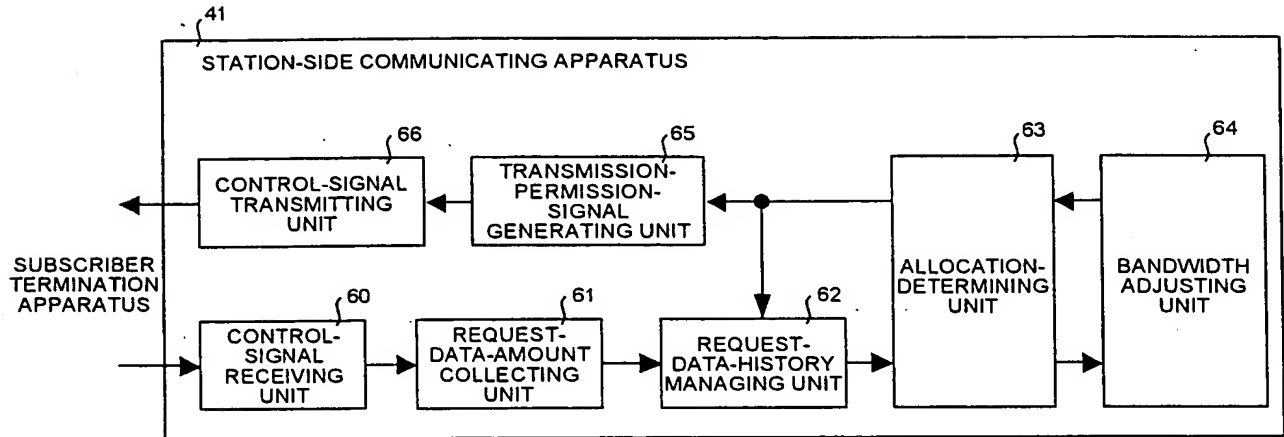 41
STATION-SIDE COMMUNICATING APPARATUS
66
CONTROL-SIGNAL
TRANSMITTING
UNIT
65
TRANSMISSION-
PERMISSION-
SIGNAL
GENERATING UNIT
63
ALLOCATION-
DETERMINING
UNIT
64
BANDWIDTH
ADJUSTING
UNIT
SUBSCRIBER
TERMINATION
APPARATUS
60
CONTROL-
SIGNAL
RECEIVING
UNIT
61
REQUEST-
DATA-AMOUNT
COLLECTING
UNIT
62
REQUEST-
DATA-HISTORY
MANAGING UNIT